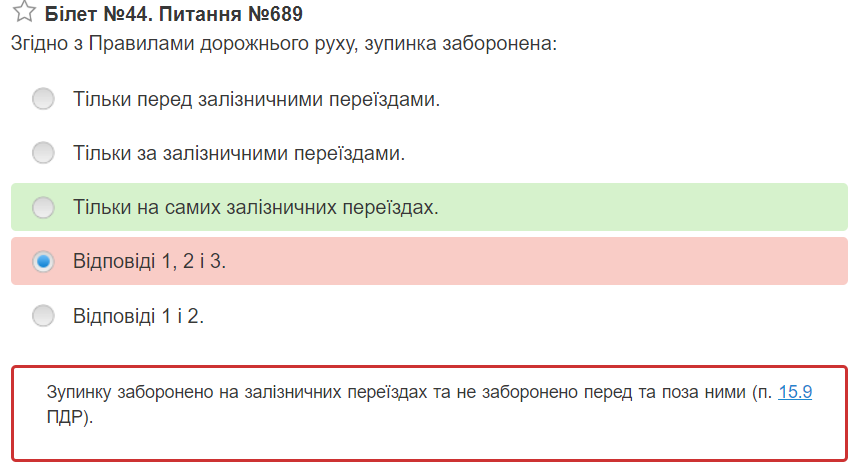 Білет №44. Питання №689
Згідно з Правилами дорожнього руху, зупинка заборонена:
Тільки перед залізничними переїздами.
Тільки за залізничними переїздами.
Тільки на самих залізничних переїздах.
Відповіді 1, 2 і 3.
Відповіді 1 і 2.
Зупинку заборонено на залізничних переїздах та не заборонено перед та поза ними (п. 15.9
ПДР).